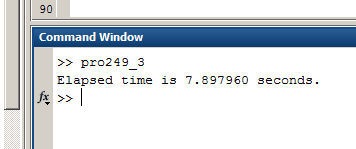 90
Command Window
>> pro249_3
Elapsed time is 7.897960 seconds.
fx >>